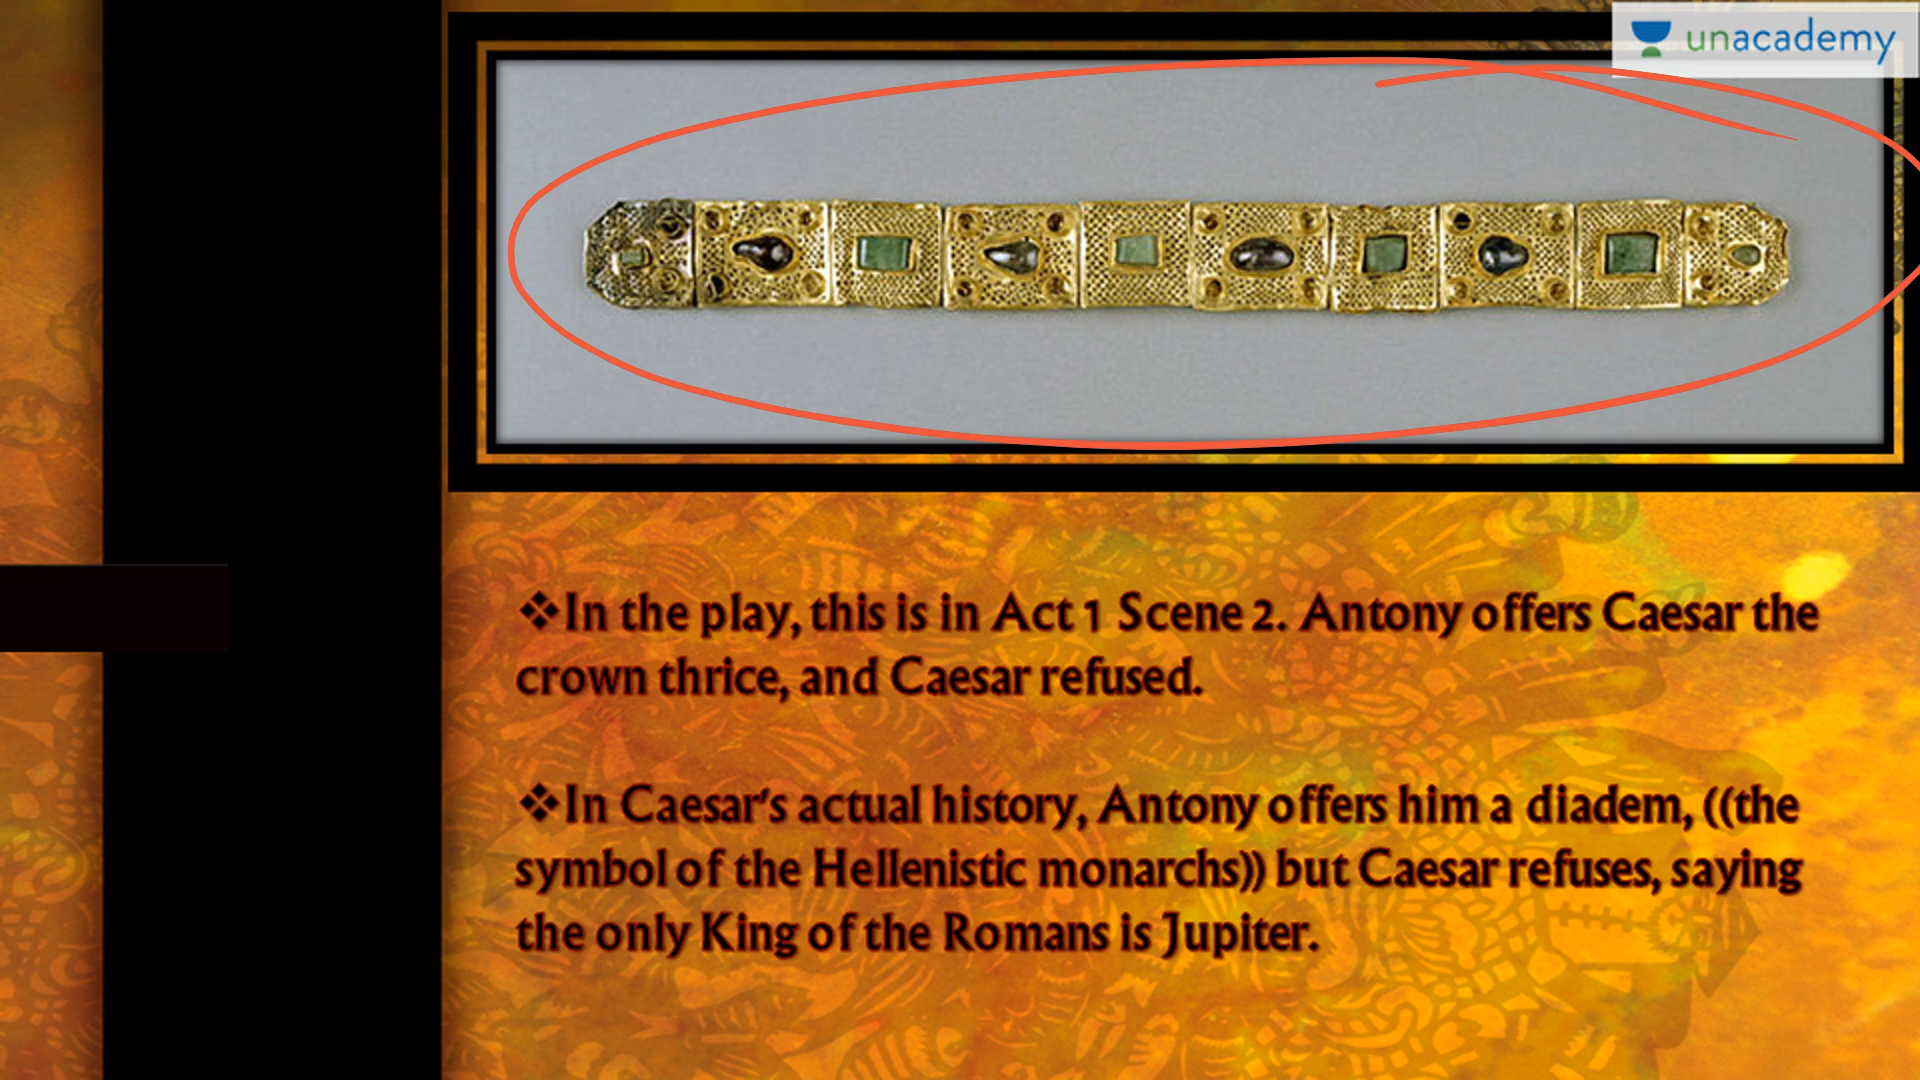 unacademy
❖In the play, this is in Act 1 Scene 2. Antony offers Caesar the
crown thrice, and Caesar refused.
❖In Caesar's actual history, Antony offers him a diadem, ((the
symbol of the Hellenistic monarchs)) but Caesar refuses, saying
the only King of the Romans is Jupiter.